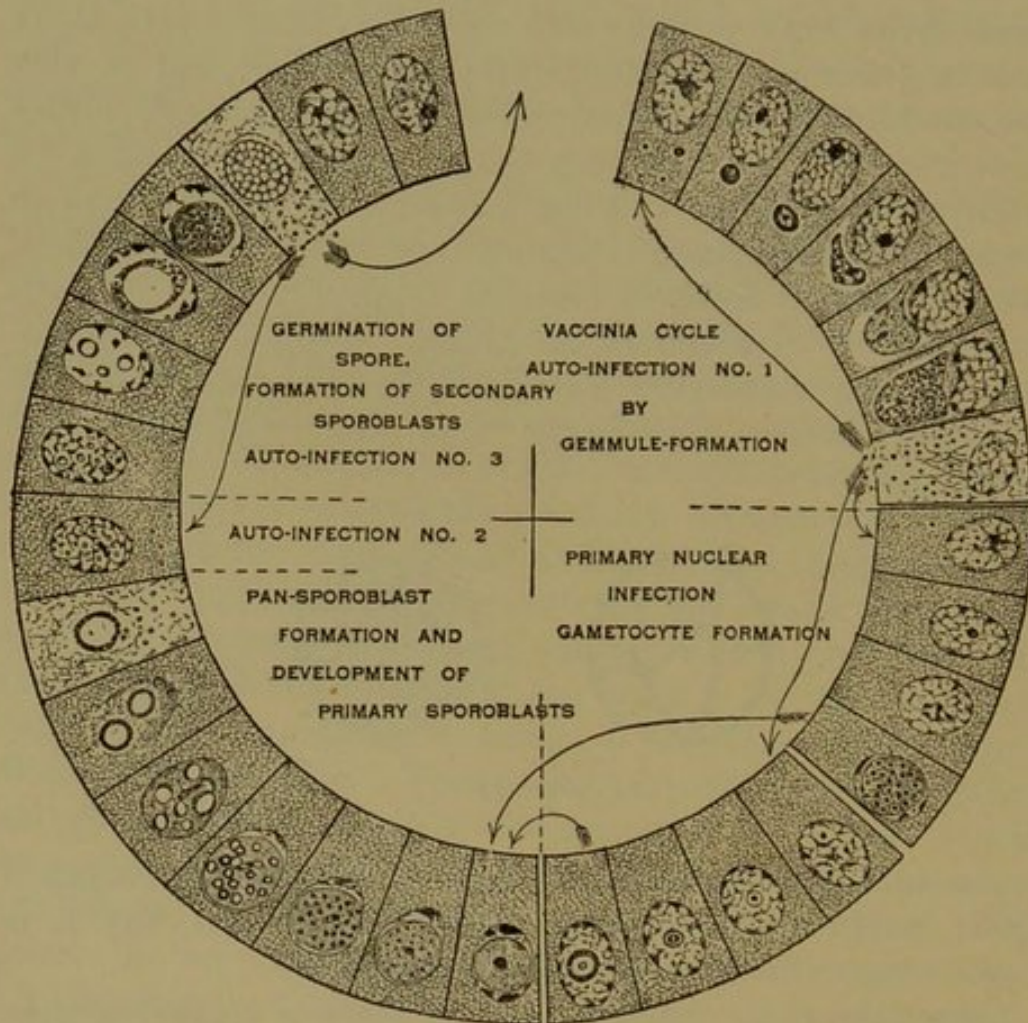 GERMINATION OF
SPORE.
FORMATION OF SECONDARY
SPOROBLASTS
AUTO-INFECTION NO. 3
VACCINIA CYCLE
AUTO-INFECTION NO. 1
BY
GEMMULE-FORMATION
AUTO-INFECTION NO. 2
PAN-SPOROBLAST
FORMATION AND
DEVELOPMENT OF
PRIMARY SPOROBLASTS
PRIMARY NUCLEAR
INFECTION
GAMETOCYTE FORMATION